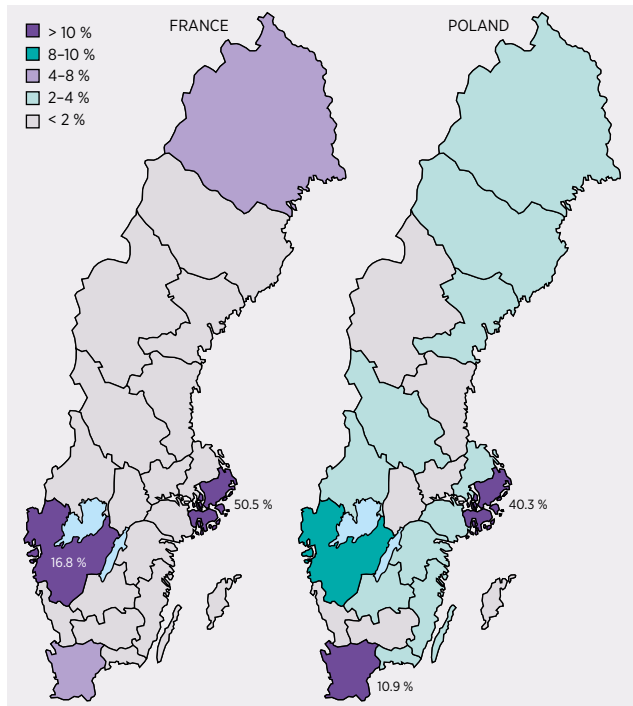 FRANCE
POLAND
> 10 %
8–10 %
4–8 %
2–4 %
< 2 %
50.5 %
40.3 %
16.8 %
10.9 %